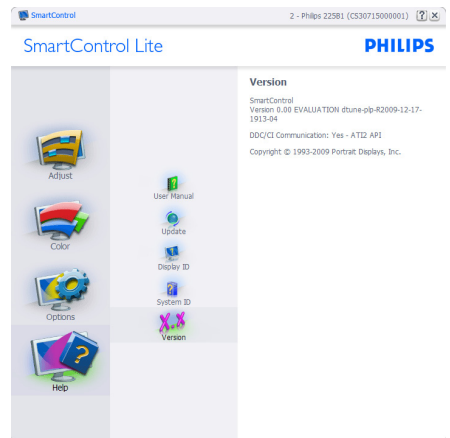 SmartControl
2 - Philips 225B1 (CS30715000001)
? X
SmartControl Lite
PHILIPS
Version
SmartControl
Version 0.00 EVALUATION dtune-plp-R2009-12-17-
1913-04
DDC/CI Communication: Yes - ATI2 API
Copyright © 1993-2009 Portrait Displays, Inc.
Adjust
User Manual
Update
Color
Display ID
System ID
Options
X.X
Version
Help